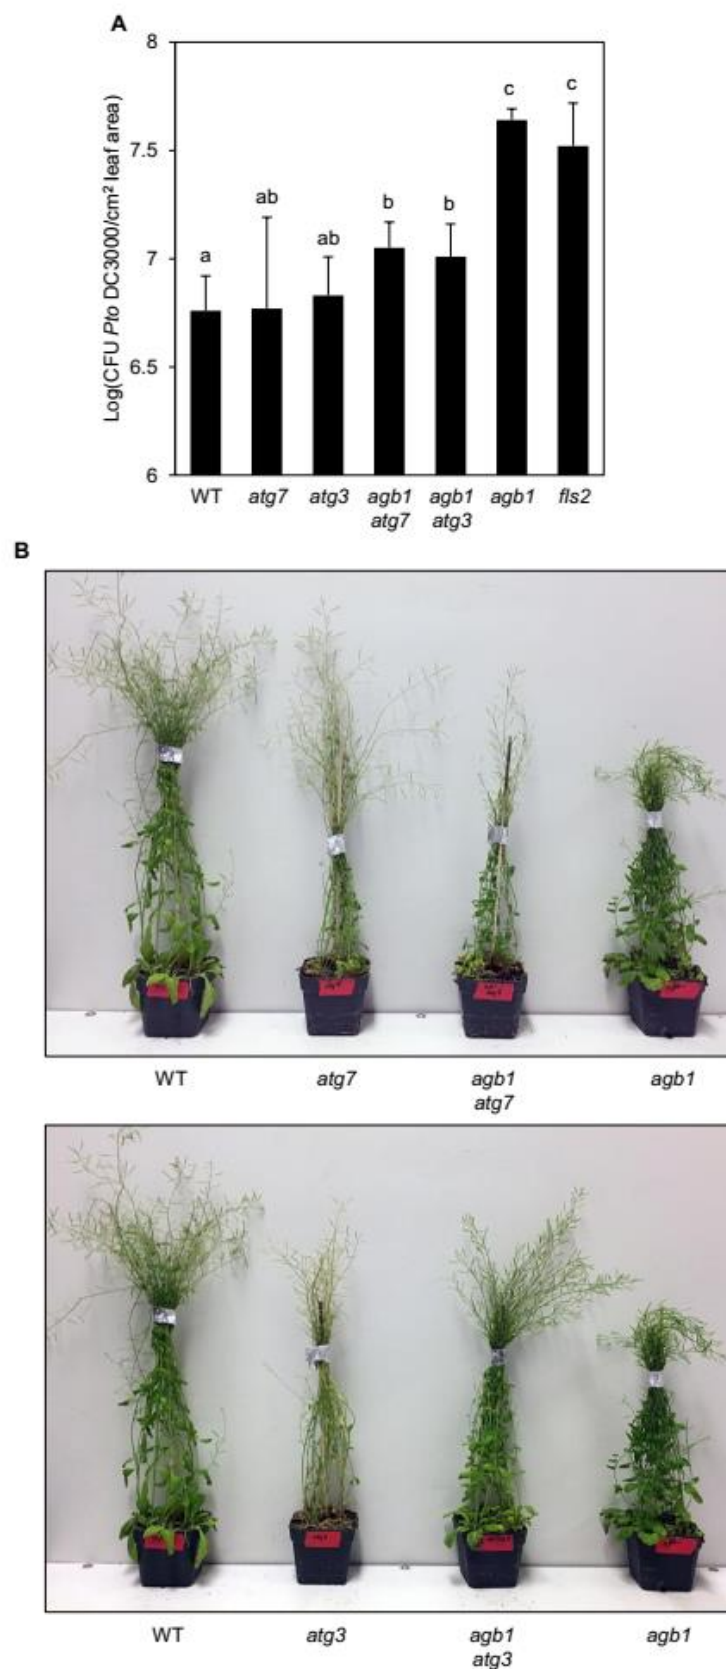 A
8
7.5
7
6.5
6
Log(CFU Pto DC3000/cm² leaf area)
a
ab
ab
b
b
c
c
WT
atg7
atg3
agb1
atg7
agb1
atg3
agb1
fls2
B
WT
atg7
agb1
atg7
agb1
WT
atg3
agb1
atg3
agb1